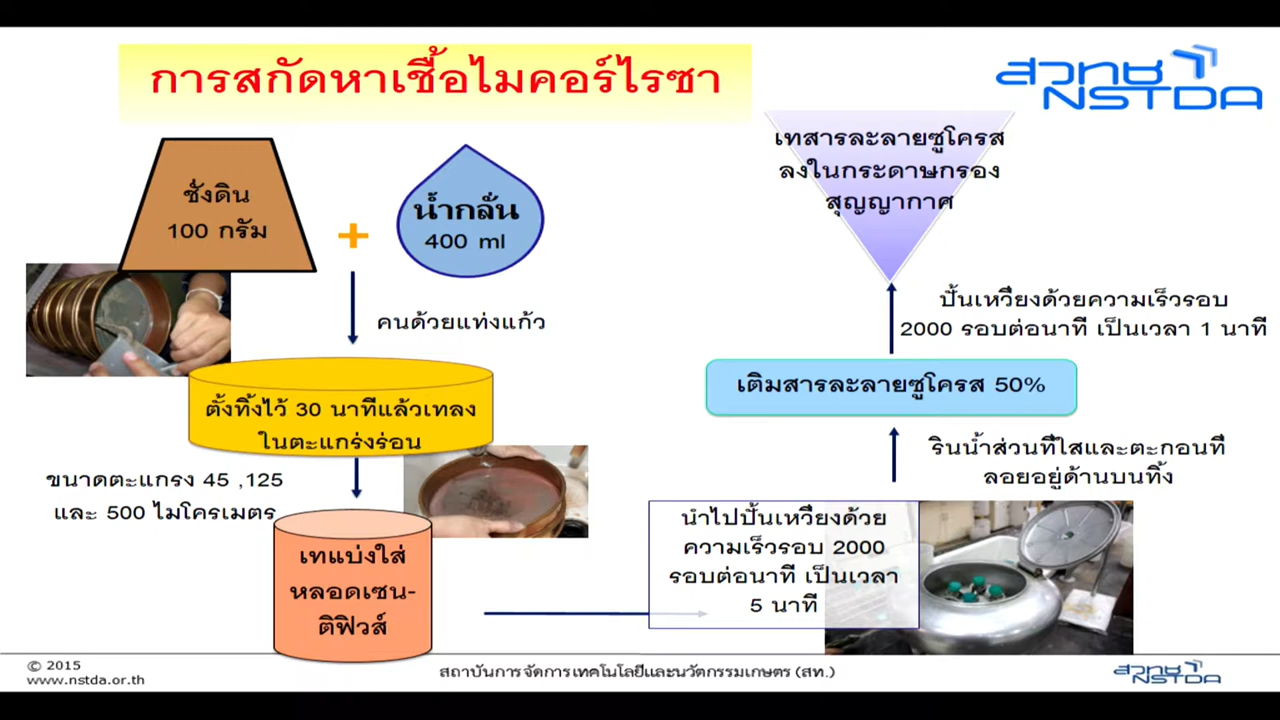 การสกัดหาเชื้อไมคอร์ไรซา
สวทช
NSTDA
ชั่งดิน
100 กรัม
+
น้ำกลั่น
400 ml
คนด้วยแท่งแก้ว
ตั้งทิ้งไว้ 30 นาทีแล้วเทลง
ในตะแกร่งร่อน
ขนาดตะแกรง 45 ,125
และ 500 ไมโครเมตร
เทแบ่งใส่
หลอดเซน-
ติฟิวส์
นำไปปั่นเหวี่ยงด้วย
ความเร็วรอบ 2000
รอบต่อนาที เป็นเวลา
5 นาที
รินน้ำส่วนที่ใสและตะกอนที่
ลอยอยู่ด้านบนทิ้ง
เติมสารละลายซูโครส 50%
ปั่นเหวี่ยงด้วยความเร็วรอบ
2000 รอบต่อนาที เป็นเวลา 1 นาที
เทสารละลายซูโครส
ลงในกระดาษกรอง
สุญญากาศ
© 2015
www.nstda.or.th
สถาบันการจัดการเทคโนโลยีและนวัตกรรมเกษตร (สท.)
สวทช
NSTDA